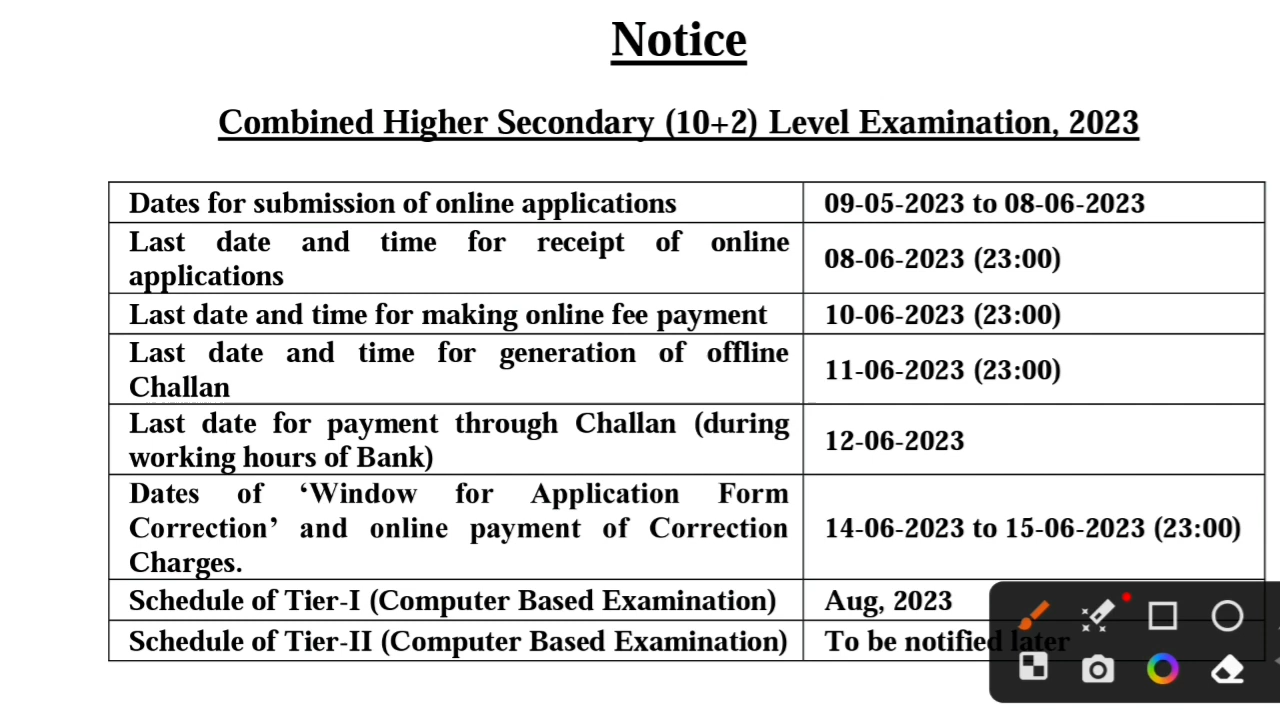 Notice
Combined Higher Secondary (10+2) Level Examination, 2023
Dates for submission of online applications
09-05-2023 to 08-06-2023
Last date and time for receipt of online
applications
08-06-2023 (23:00)
Last date and time for making online fee payment
10-06-2023 (23:00)
Last date and time for generation of offline
Challan
11-06-2023 (23:00)
Last date for payment through Challan (during
working hours of Bank)
12-06-2023
Dates of ‘Window for Application Form
Correction’ and online payment of Correction
Charges.
14-06-2023 to 15-06-2023 (23:00)
Schedule of Tier-I (Computer Based Examination)
Aug, 2023
Schedule of Tier-II (Computer Based Examination)
To be notified later